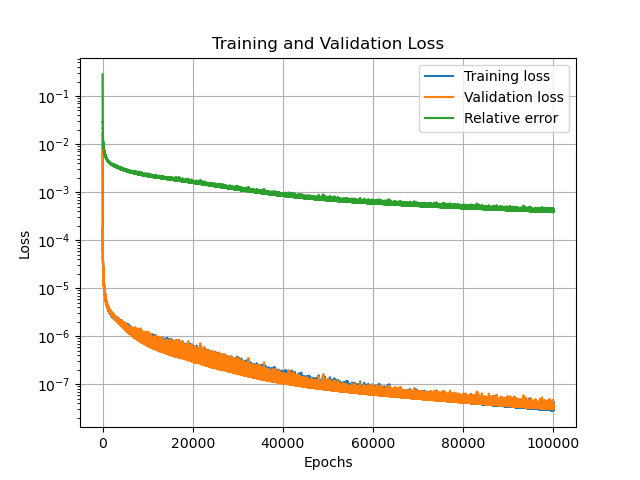 Training and Validation Loss
Training loss
Validation loss
Relative error
Loss
10⁻¹
10⁻²
10⁻³
10⁻⁴
10⁻⁵
10⁻⁶
10⁻⁷
0 20000 40000 60000 80000 100000
Epochs